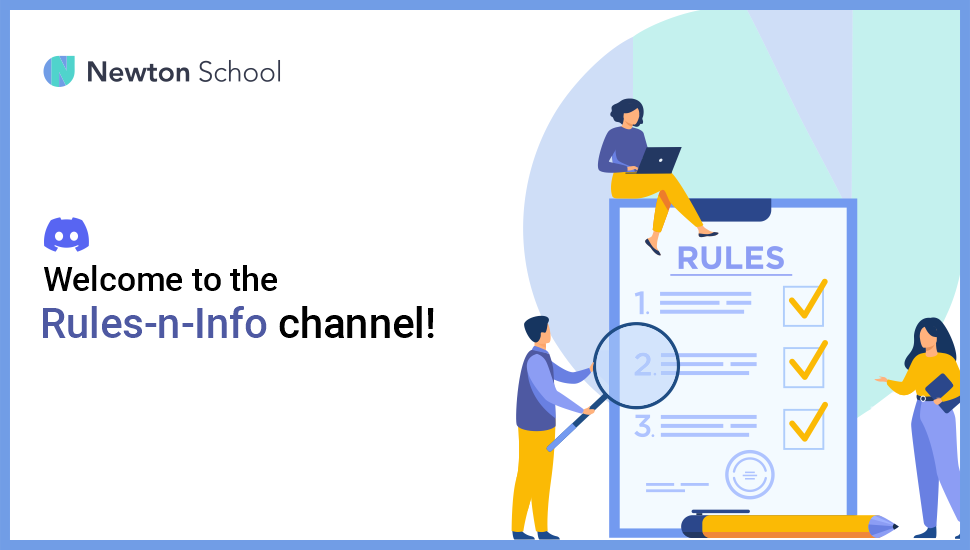 Newton School
Welcome to the
Rules-n-Info channel!
RULES
1.
2.
3.